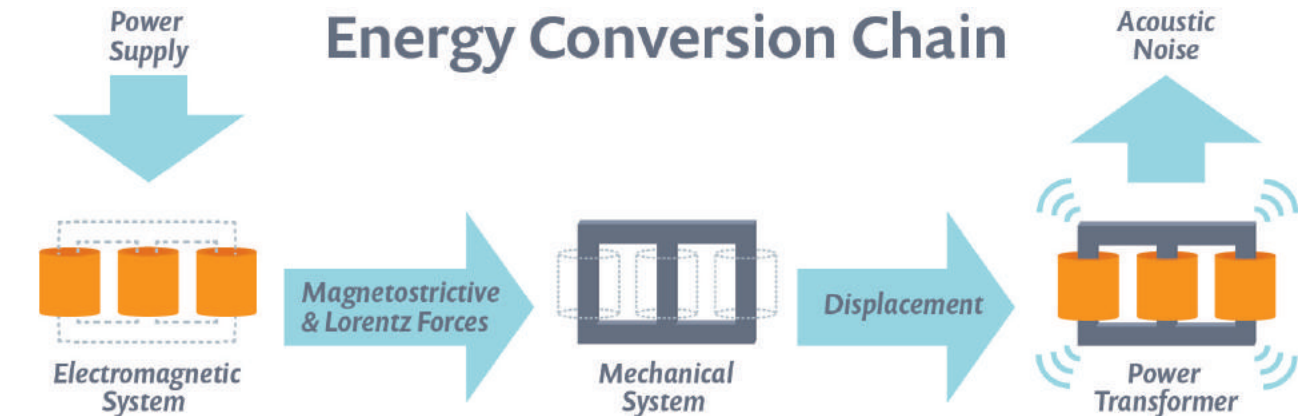 Power
Supply
Energy Conversion Chain
Acoustic
Noise
Magnetostrictive
& Lorentz Forces
Displacement
Electromagnetic
System
Mechanical
System
Power
Transformer